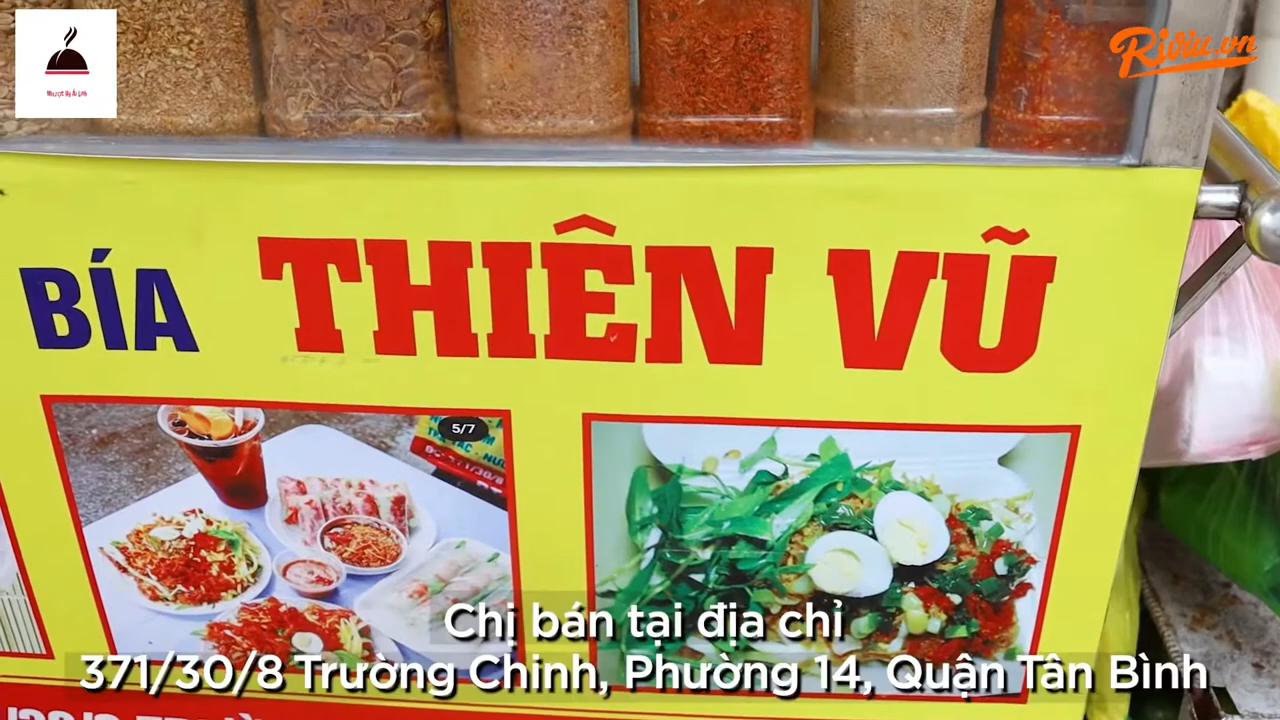 Riviu.vn
BÍA THIÊN VŨ
5/7
Chị bán tại địa chỉ
371/30/8 Trường Chinh, Phường 14, Quận Tân Bình